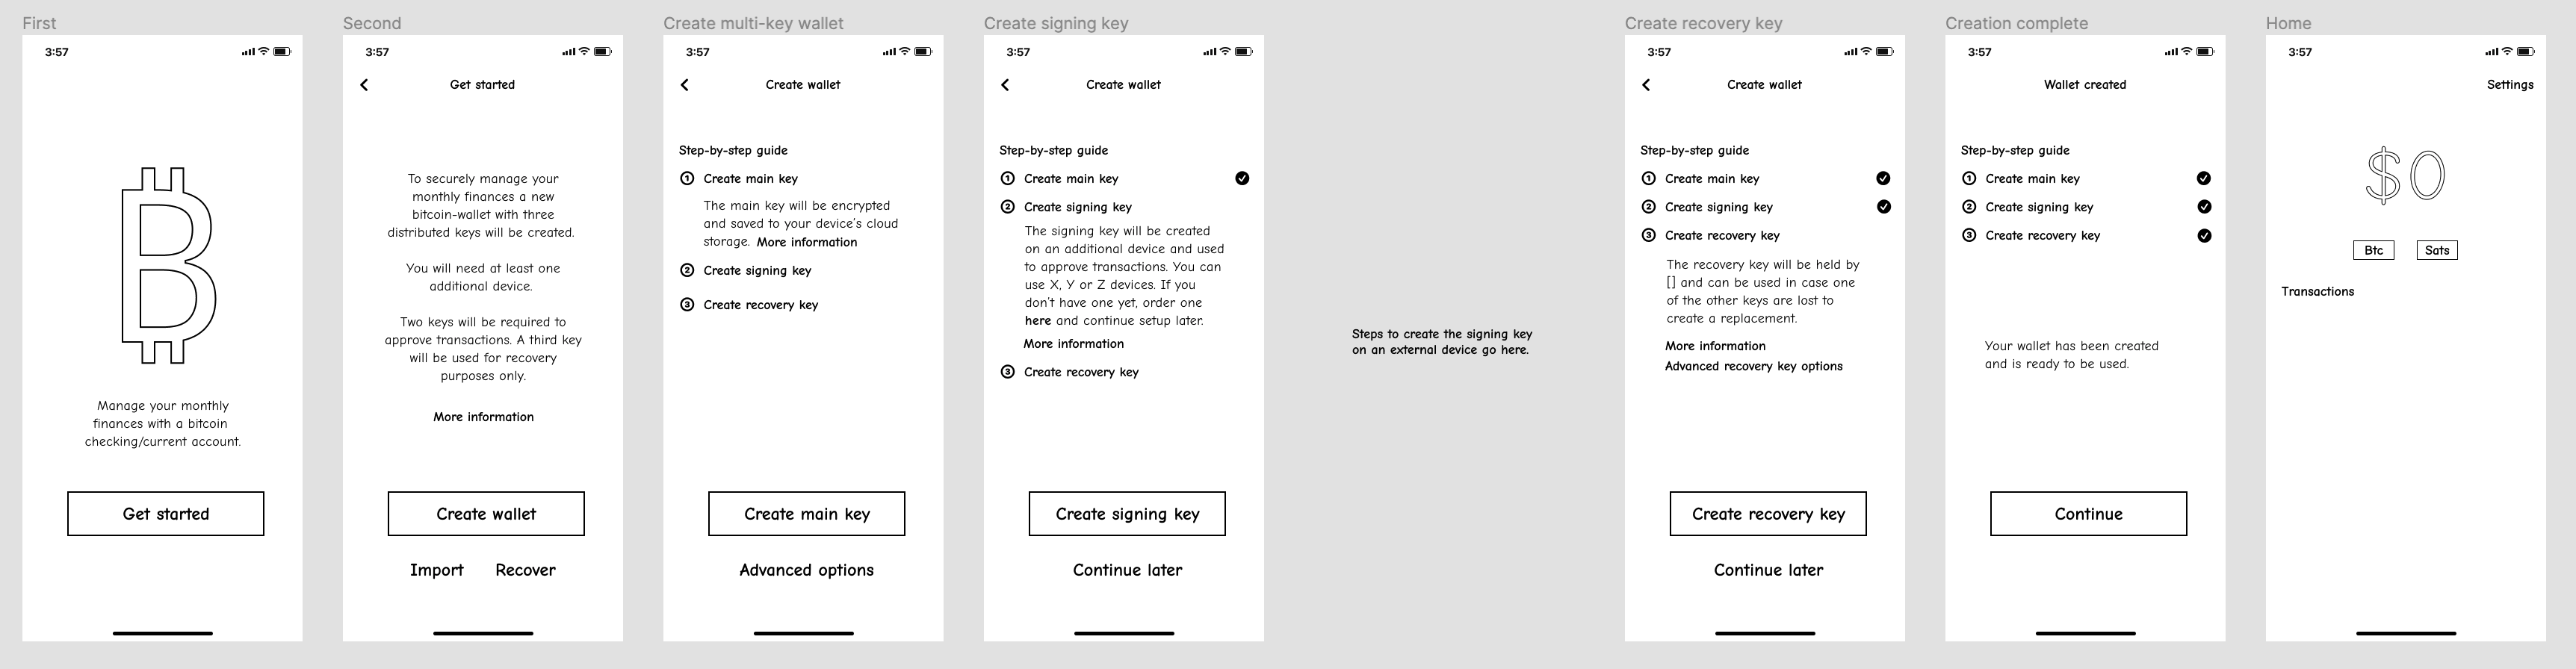 First
3:57
Manage your monthly
finances with a bitcoin
checking/current account.
Get started
Second
3:57
Get started
To securely manage your
monthly finances a new
bitcoin-wallet with three
distributed keys will be created.
You will need at least one
additional device.
Two keys will be required to
approve transactions. A third key
will be used for recovery
purposes only.
More information
Create wallet
Import Recover
Create multi-key wallet
3:57
Create wallet
Step-by-step guide
1 Create main key
The main key will be encrypted
and saved to your device's cloud
storage. More information
2 Create signing key
3 Create recovery key
Create main key
Advanced options
Create signing key
3:57
Create wallet
Step-by-step guide
1 Create main key
2 Create signing key
The signing key will be created
on an additional device and used
to approve transactions. You can
use X, Y or Z devices. If you
don't have one yet, order one
here and continue setup later.
More information
3 Create recovery key
Create signing key
Continue later
Steps to create the signing key
on an external device go here.
Create recovery key
3:57
Create wallet
Step-by-step guide
1 Create main key
2 Create signing key
3 Create recovery key
The recovery key will be held by
[] and can be used in case one
of the other keys are lost to
create a replacement.
More information
Advanced recovery key options
Create recovery key
Continue later
Creation complete
3:57
Wallet created
Step-by-step guide
1 Create main key
2 Create signing key
3 Create recovery key
Your wallet has been created
and is ready to be used.
Continue
Home
3:57
Settings
$0
Btc Sats
Transactions